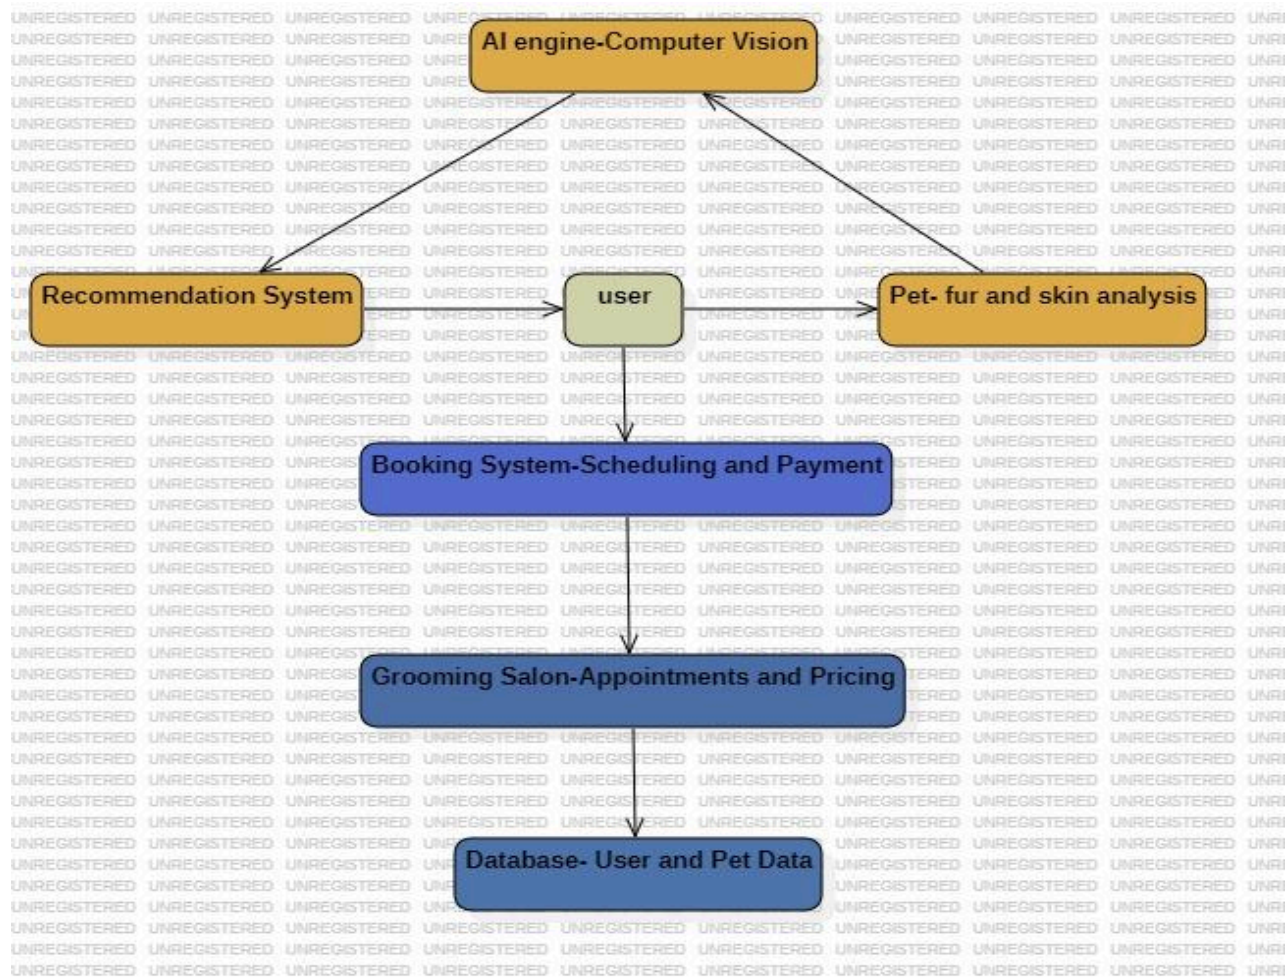 AI engine-Computer Vision
Recommendation System
user
Pet- fur and skin analysis
Booking System-Scheduling and Payment
Grooming Salon-Appointments and Pricing
Database- User and Pet Data
UNREGISTERED